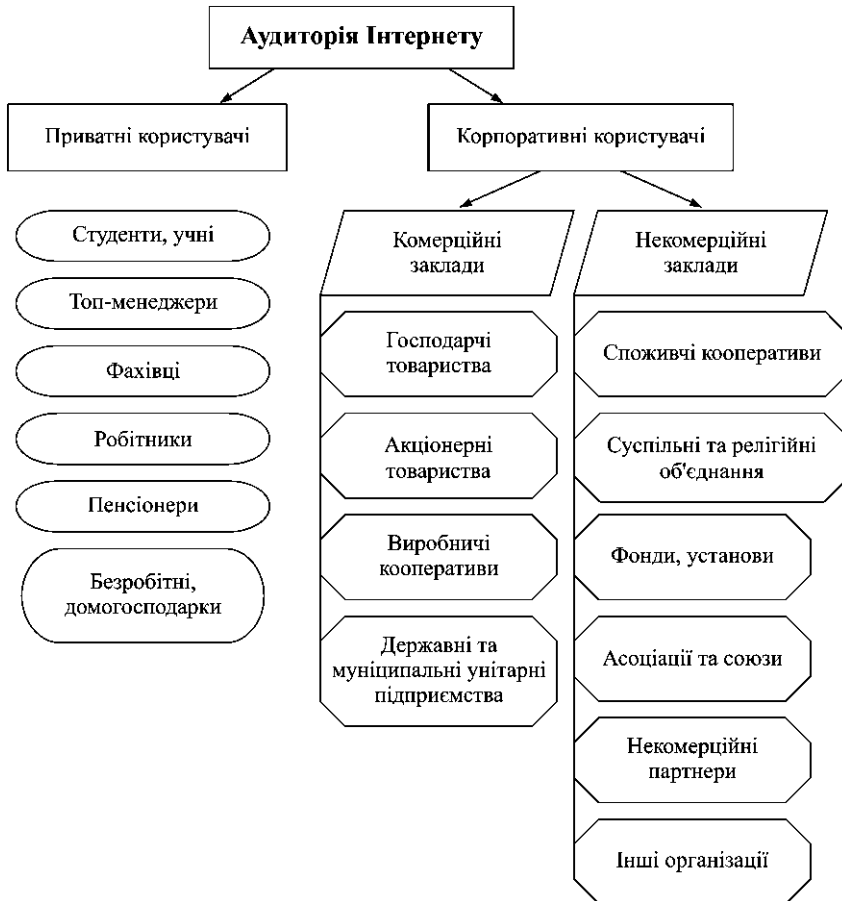 Аудиторія Інтернету
Приватні користувачі
Корпоративні користувачі
Студенти, учні
Топ-менеджери
Фахівці
Робітники
Пенсіонери
Безробітні,
домогосподарки
Комерційні
заклади
Господарчі
товариства
Акціонерні
товариства
Виробничі
кооперативи
Державні та
муніципальні унітарні
підприємства
Некомерційні
заклади
Споживчі кооперативи
Суспільні та релігійні
об'єднання
Фонди, установи
Асоціації та союзи
Некомерційні
партнери
Інші організації